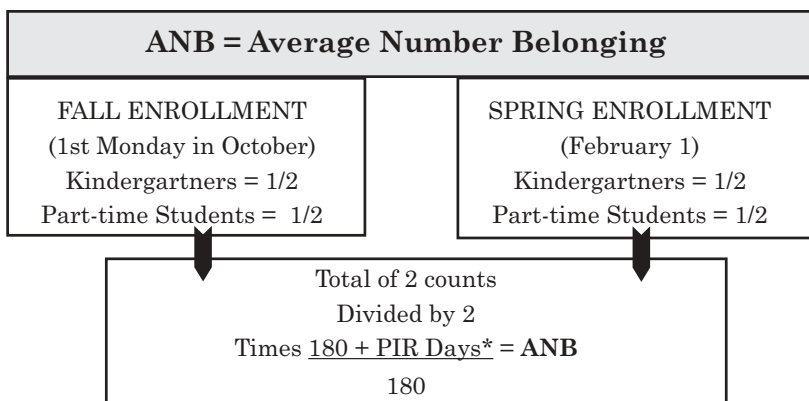 ANB = Average Number Belonging
FALL ENROLLMENT
(1st Monday in October)
Kindergartners = 1/2
Part-time Students = 1/2
SPRING ENROLLMENT
(February 1)
Kindergartners = 1/2
Part-time Students = 1/2
Total of 2 counts
Divided by 2
Times 180 + PIR Days* = ANB
180